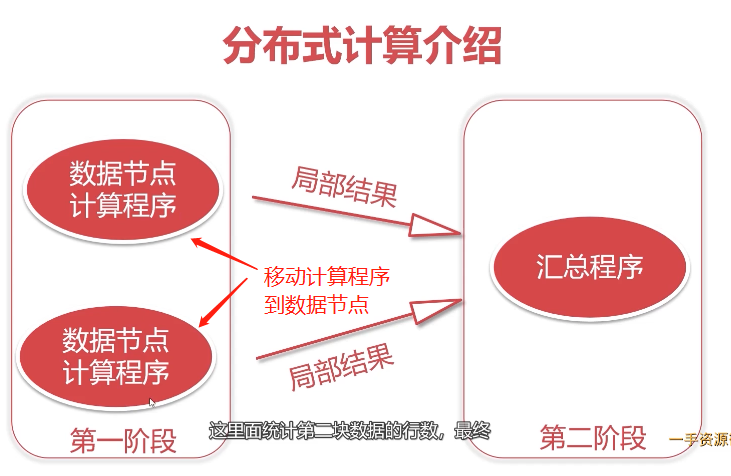 分布式计算介绍
数据节点
计算程序
局部结果
移动计算程序
到数据节点
汇总程序
数据节点
计算程序
局部结果
这里面统计第二块数据的行数，最终
第一阶段
第二阶段
一手资源